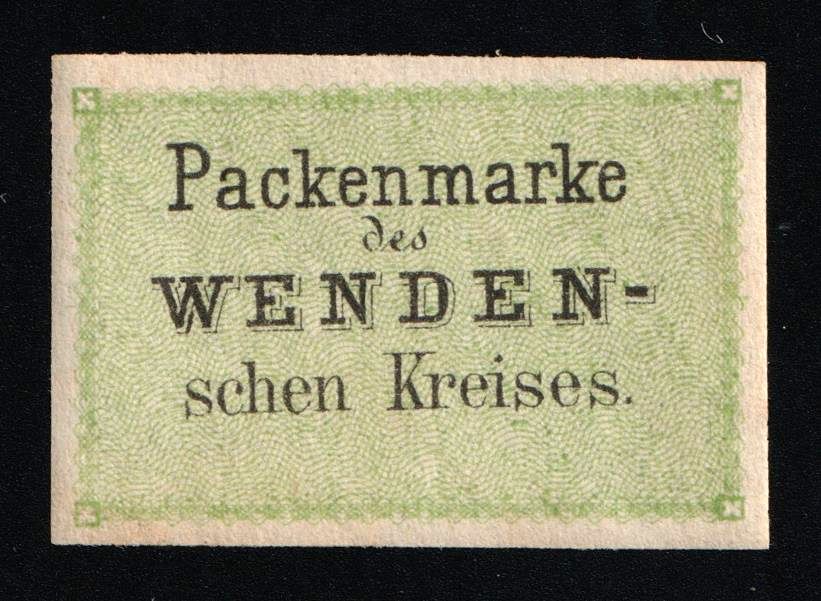 Packenmarke
des
WENDEN-
schen Kreises.